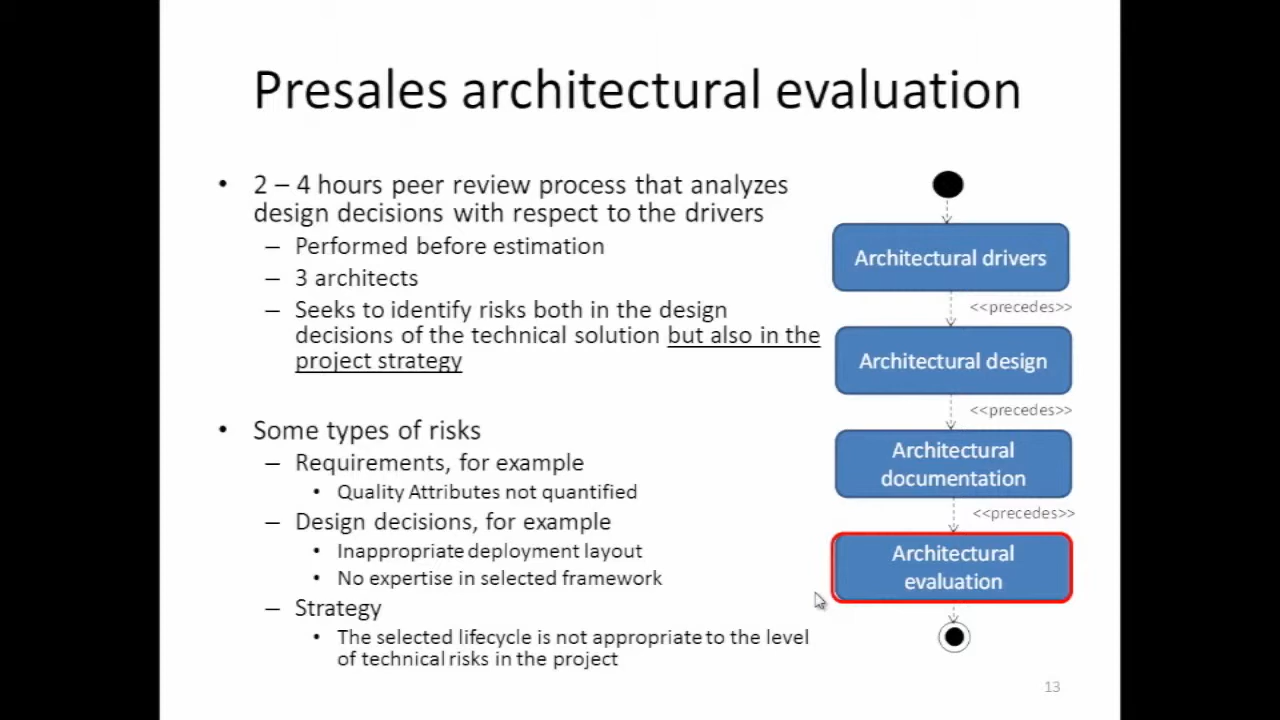 Presales architectural evaluation
• 2 – 4 hours peer review process that analyzes
design decisions with respect to the drivers
– Performed before estimation
– 3 architects
– Seeks to identify risks both in the design
decisions of the technical solution but also in the
project strategy
• Some types of risks
– Requirements, for example
• Quality Attributes not quantified
– Design decisions, for example
• Inappropriate deployment layout
• No expertise in selected framework
– Strategy
• The selected lifecycle is not appropriate to the level
of technical risks in the project
Architectural drivers
<<precedes>>
Architectural design
<<precedes>>
Architectural
documentation
<<precedes>>
Architectural
evaluation
13